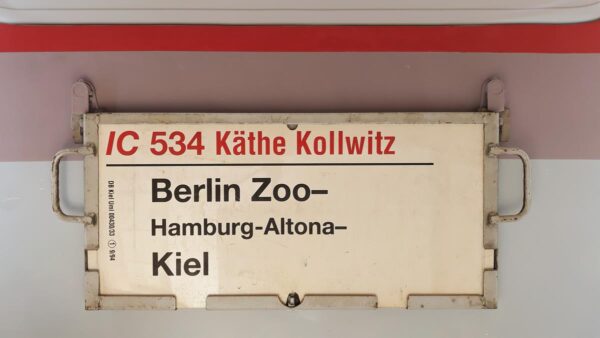 IC 534 Käthe Kollwitz
Berlin Zoo–
Hamburg-Altona–
Kiel